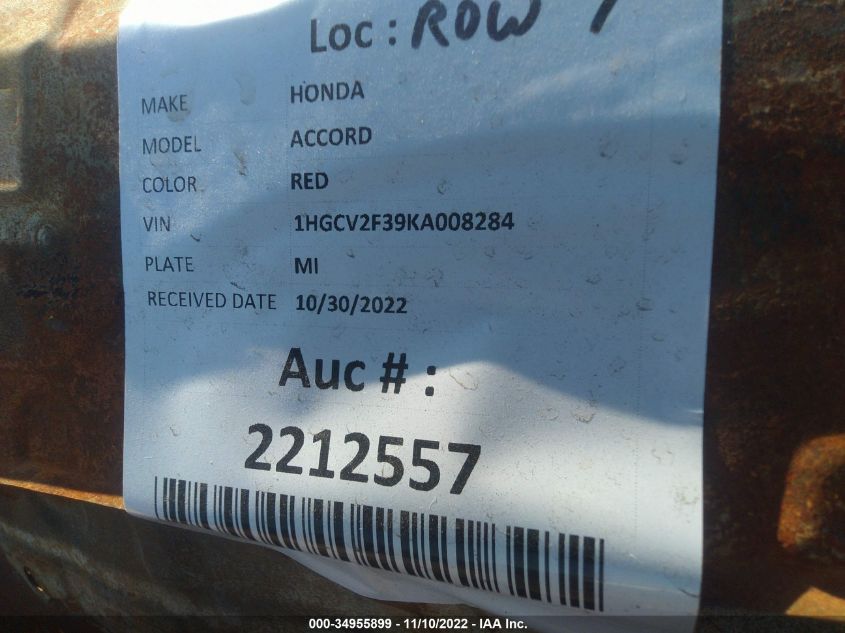 Loc : ROW
MAKE HONDA
MODEL ACCORD
COLOR RED
VIN 1HGCV2F39KA008284
PLATE MI
RECEIVED DATE 10/30/2022
Auc # :
2212557
000-34955899 - 11/10/2022 - IAA Inc.